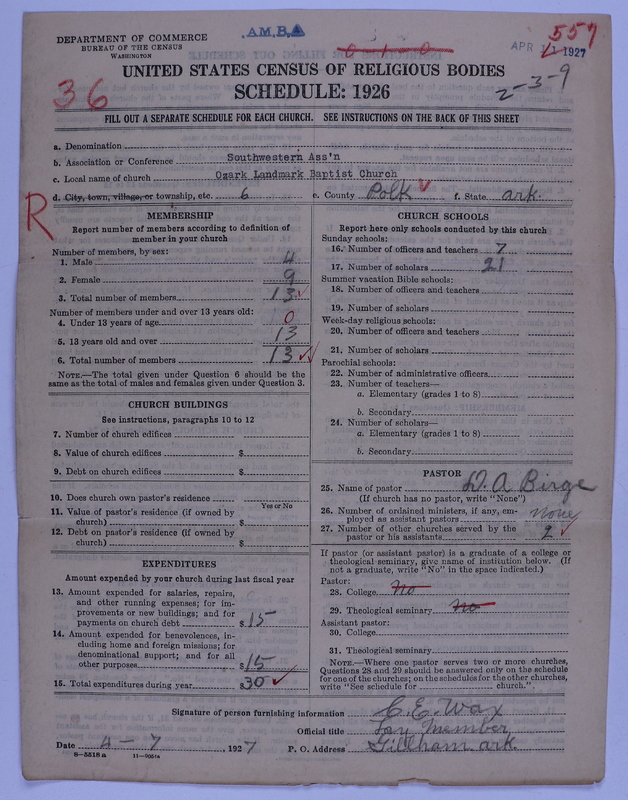 A.M.B.A
DEPARTMENT OF COMMERCE
BUREAU OF THE CENSUS
WASHINGTON
0-1-0
557
APR 11 1927
UNITED STATES CENSUS OF RELIGIOUS BODIES
SCHEDULE: 1926
36
2-3-9
FILL OUT A SEPARATE SCHEDULE FOR EACH CHURCH. SEE INSTRUCTIONS ON THE BACK OF THIS SHEET
a. Denomination
b. Association or Conference Southwestern Ass'n
c. Local name of church Ozark Landmark Baptist Church
d. City, town, village, or township, etc. 6 e. County Polk f. State ark.
R
MEMBERSHIP
Report number of members according to definition of
member in your church
Number of members, by sex:
1. Male 4
2. Female 9
3. Total number of members 13
Number of members under and over 13 years old:
4. Under 13 years of age 0
5. 13 years old and over 13
6. Total number of members 13
NOTE.—The total given under Question 6 should be
same as the total of males and females given under Question 3.
CHURCH BUILDINGS
See instructions, paragraphs 10 to 12
7. Number of church edifices
8. Value of church edifices $
9. Debt on church edifices $
10. Does church own pastor's residence
Yes or No
11. Value of pastor's residence (if owned by
church) $
12. Debt on pastor's residence (if owned by
church) $
EXPENDITURES
Amount expended by your church during last fiscal year
13. Amount expended for salaries, repairs,
and other running expenses; for im-
provements or new buildings; and for
payments on church debt $15
14. Amount expended for benevolences, in-
cluding home and foreign missions; for
denominational support; and for all
other purposes $15
15. Total expenditures during year $30
CHURCH SCHOOLS
Report here only schools conducted by this church
Sunday schools:
16. Number of officers and teachers 7
17. Number of scholars 21
Summer vacation Bible schools:
18. Number of officers and teachers
19. Number of scholars
Week-day religious schools:
20. Number of officers and teachers
21. Number of scholars
Parochial schools:
22. Number of administrative officers
23. Number of teachers—
a. Elementary (grades 1 to 8)
b. Secondary
24. Number of scholars—
a. Elementary (grades 1 to 8)
b. Secondary
PASTOR
25. Name of pastor D. A Birge
(If church has no pastor, write "None")
26. Number of ordained ministers, if any, em-
ployed as assistant pastors none
27. Number of other churches served by the
pastor or his assistants 2
If pastor (or assistant pastor) is a graduate of a college or
theological seminary, give name of institution below. (If
not a graduate, write "No" in the space indicated.)
Pastor:
28. College No
29. Theological seminary No
Assistant pastor:
30. College
31. Theological seminary
NOTE.—Where one pastor serves two or more churches,
Questions 28 and 29 should be answered only on the schedule
for one of the churches; on the schedules for the other churches,
write "See schedule for church."
Signature of person furnishing information C. E. Wax
Official title Lay Member
Date 4-7, 1927 P. O. Address Gillham ark.
8—5518 a 11—9051a